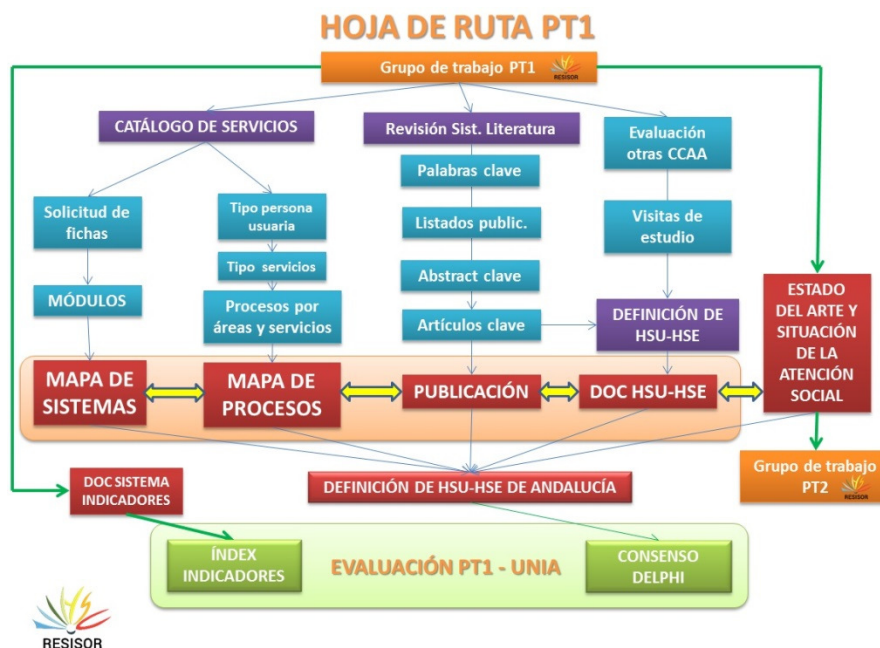 HOJA DE RUTA PT1
Grupo de trabajo PT1
RESISOR
CATÁLOGO DE SERVICIOS
Revisión Sist. Literatura
Evaluación
otras CCAA
Palabras clave
Solicitud de
fichas
Tipo persona
usuaria
Listados public.
Visitas de
estudio
Tipo servicios
Abstract clave
MÓDULOS
Procesos por
áreas y servicios
Artículos clave
DEFINICIÓN DE
HSU-HSE
ESTADO
DEL ARTE Y
SITUACIÓN
DE LA
ATENCIÓN
SOCIAL
MAPA DE
SISTEMAS
MAPA DE
PROCESOS
PUBLICACIÓN
DOC HSU-HSE
DOC SISTEMA
INDICADORES
DEFINICIÓN DE HSU-HSE DE ANDALUCÍA
Grupo de trabajo
PT2
RESISOR
ÍNDEX
INDICADORES
EVALUACIÓN PT1 - UNIA
CONSENSO
DELPHI
RESISOR